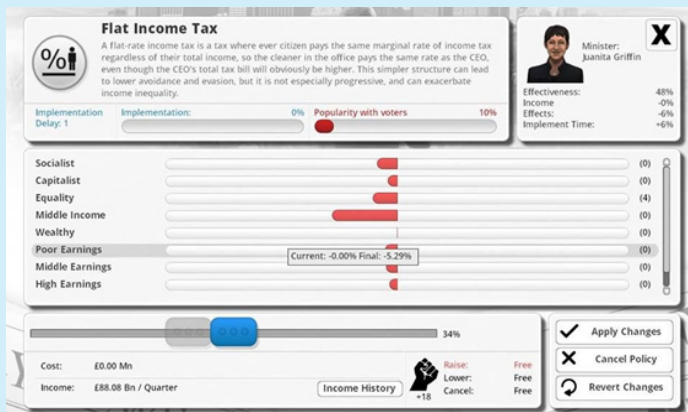 Flat Income Tax
A flat-rate income tax is a tax where ever citizen pays the same marginal rate of income tax
regardless of their total income, so the cleaner in the office pays the same rate as the CEO,
even though the CEO's total tax bill will obviously be higher. This simpler structure can lead
to lower avoidance and evasion, but it is not especially progressive, and can exacerbate
income inequality.
Implementation
Delay: 1
Implementation: 0%
Popularity with voters 10%
Minister:
Juanita Griffin
X
Effectiveness: 48%
Income -0%
Effects: -6%
Implement Time: +6%
Socialist (0)
Capitalist (0)
Equality (4)
Middle Income (0)
Wealthy (0)
Poor Earnings (0)
Current: -0.00% Final: -5.29%
Middle Earnings (0)
High Earnings (0)
34%
Cost: £0.00 Mn
Income: £88.08 Bn / Quarter
Income History
+18
Raise: Free
Lower: Free
Cancel: Free
Apply Changes
Cancel Policy
Revert Changes